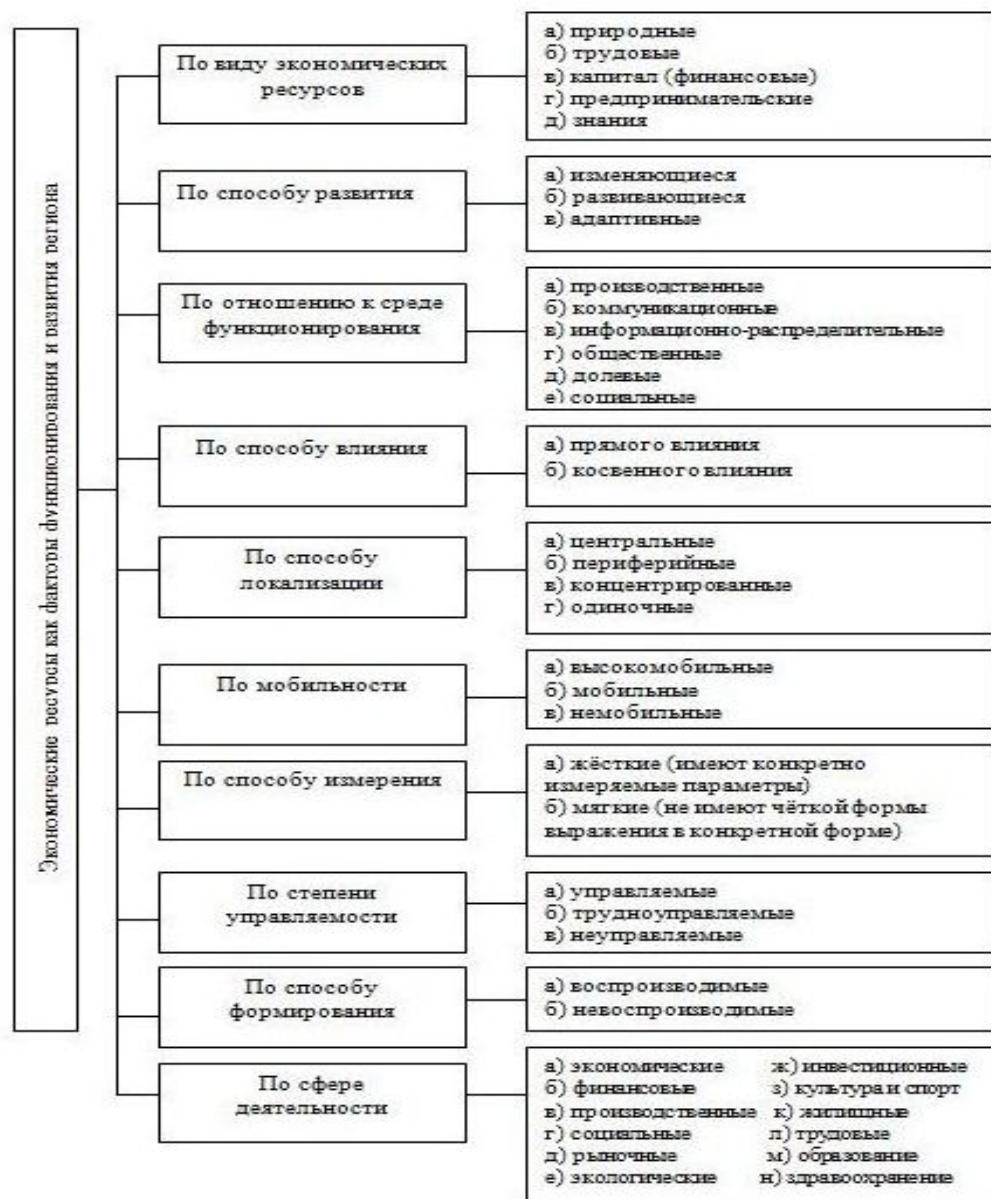 Экономические ресурсы как факторы функционирования и развития региона
По виду экономических
ресурсов
а) природные
б) трудовые
в) капитал (финансовые)
г) предпринимательские
д) знания
По способу развития
а) изменяющиеся
б) развивающиеся
в) адаптивные
По отношению к среде
функционирования
а) производственные
б) коммуникационные
в) информационно-распределительные
г) общественные
д) долевые
е) социальные
По способу влияния
а) прямого влияния
б) косвенного влияния
По способу
локализации
а) центральные
б) периферийные
в) концентрированные
г) одиночные
По мобильности
а) высокомобильные
б) мобильные
в) немобильные
По способу измерения
а) жёсткие (имеют конкретно
измеряемые параметры)
б) мягкие (не имеют чёткой формы
выражения в конкретной форме)
По степени
управляемости
а) управляемые
б) трудноуправляемые
в) неуправляемые
По способу
формирования
а) воспроизводимые
б) невоспроизводимые
По сфере
деятельности
а) экономические ж) инвестиционные
б) финансовые з) культура и спорт
в) производственные к) жилищные
г) социальные л) трудовые
д) рыночные м) образование
е) экологические н) здравоохранение